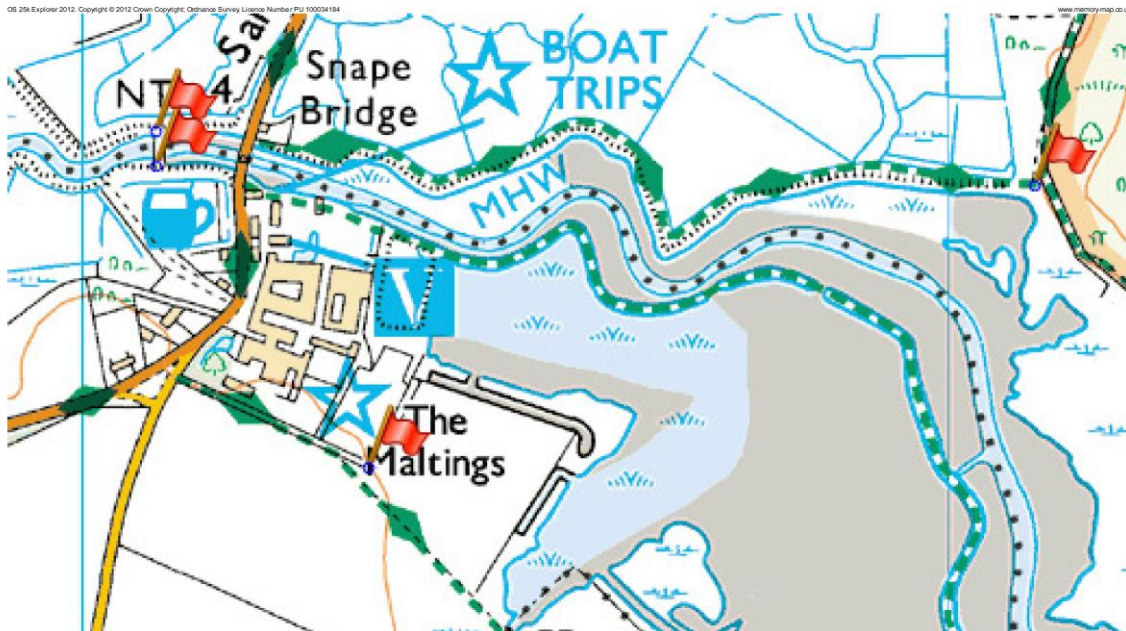 OS 25k Explorer 2012. Copyright © 2012 Crown Copyright; Ordnance Survey, Licence Number PU 100034184
www.memory-map.co.u
Snape
Bridge
BOAT
TRIPS
MHW
V
The
Maltings